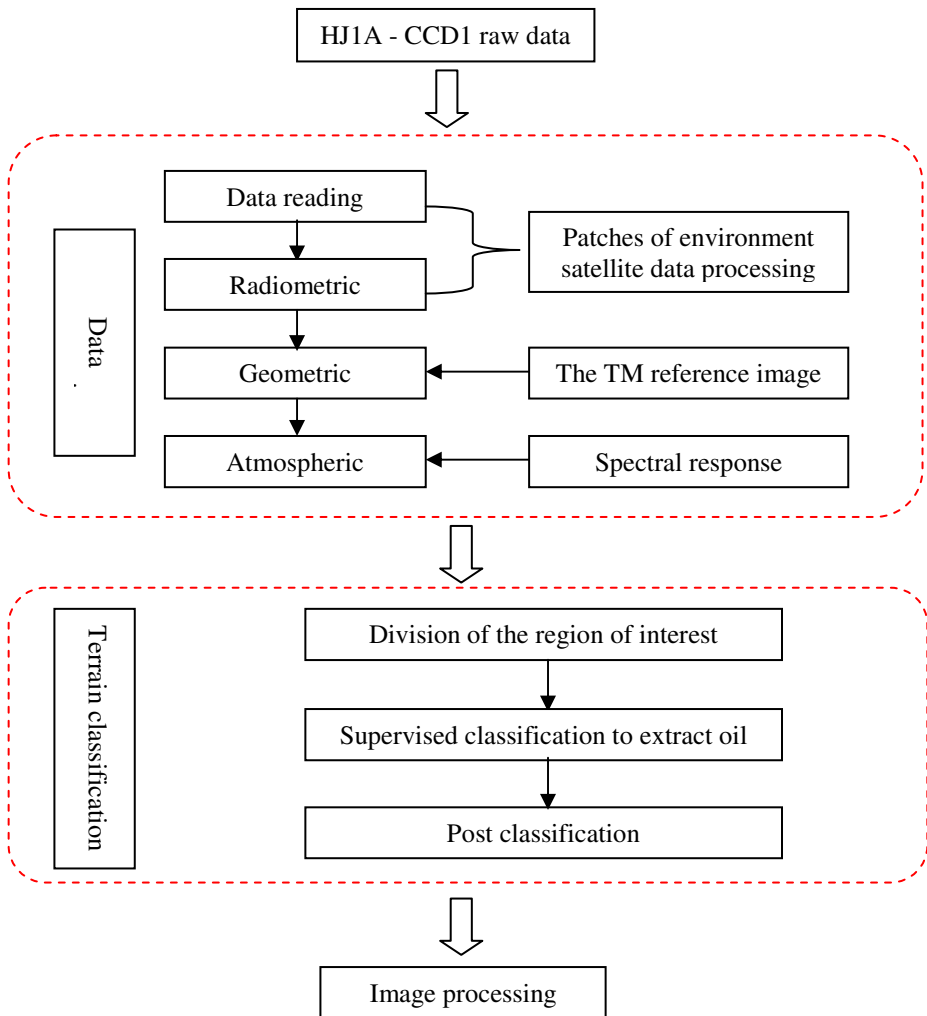 HJ1A - CCD1 raw data
Data reading
Patches of environment
satellite data processing
Radiometric
Data
Geometric
The TM reference image
Atmospheric
Spectral response
Terrain classification
Division of the region of interest
Supervised classification to extract oil
Post classification
Image processing